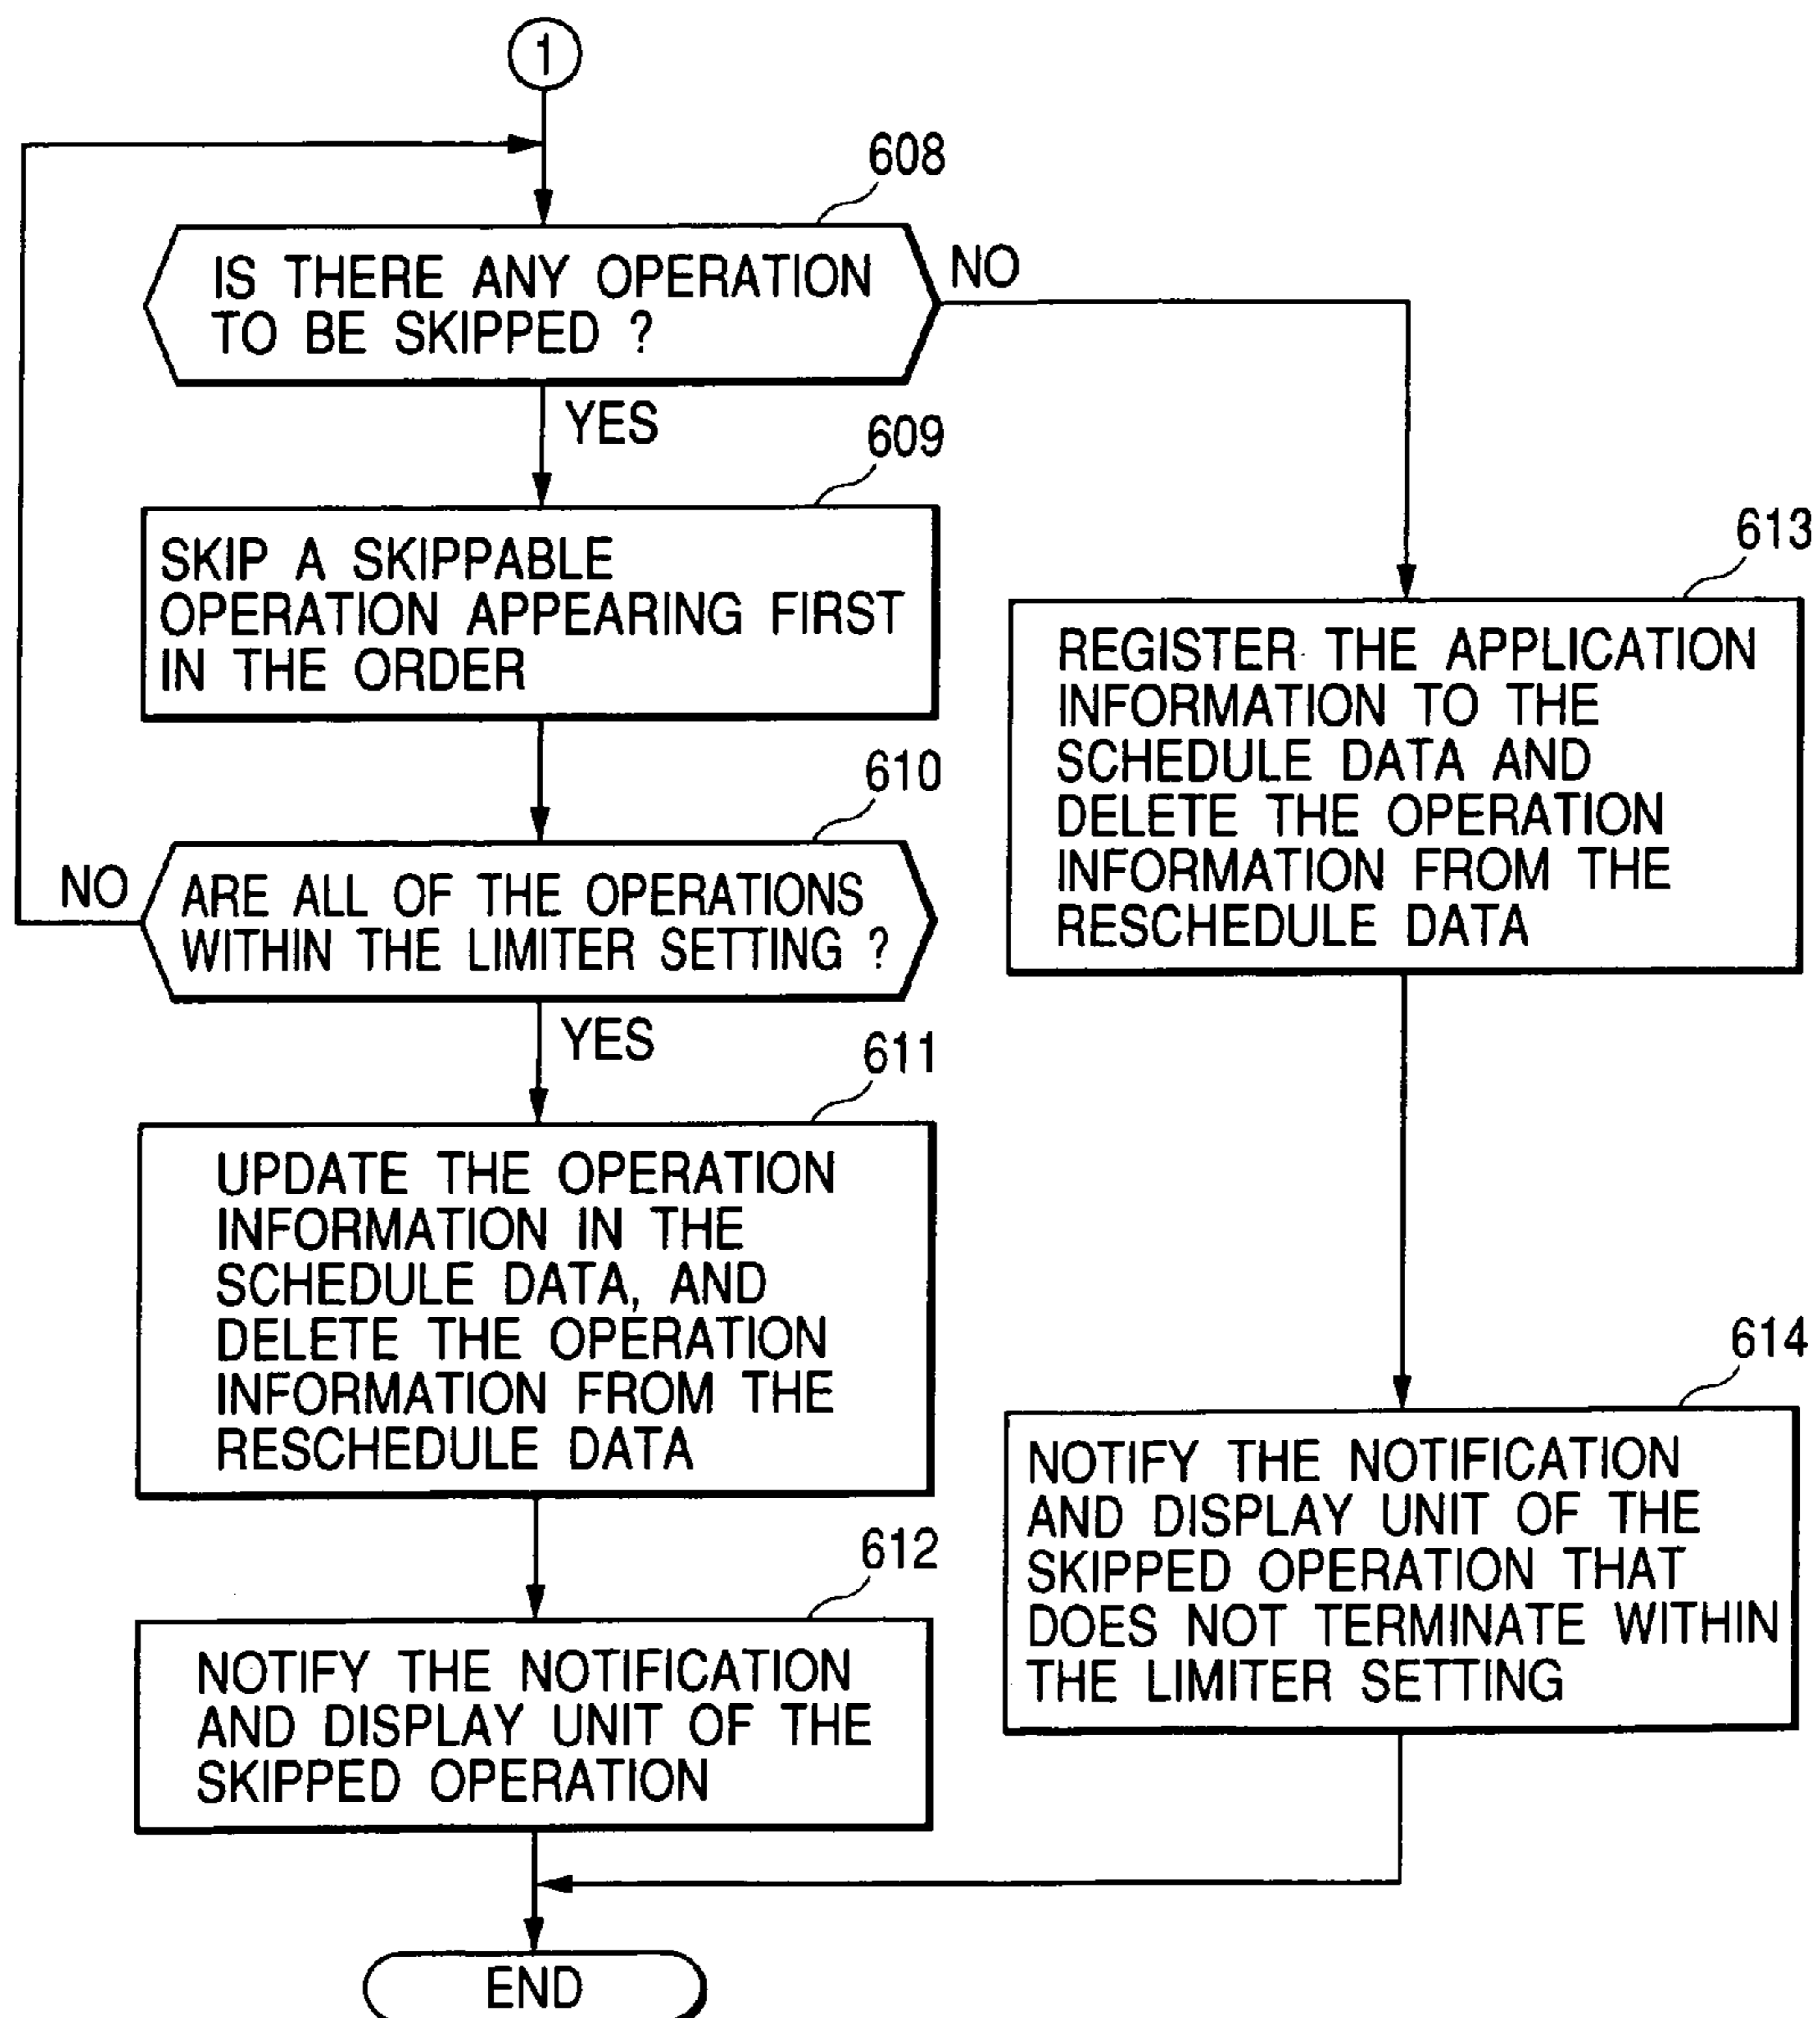 1
608
IS THERE ANY OPERATION
TO BE SKIPPED ?
NO
YES
609
SKIP A SKIPPABLE
OPERATION APPEARING FIRST
IN THE ORDER
613
REGISTER THE APPLICATION
INFORMATION TO THE
SCHEDULE DATA AND
DELETE THE OPERATION
INFORMATION FROM THE
RESCHEDULE DATA
610
NO
ARE ALL OF THE OPERATIONS
WITHIN THE LIMITER SETTING ?
YES
611
UPDATE THE OPERATION
INFORMATION IN THE
SCHEDULE DATA, AND
DELETE THE OPERATION
INFORMATION FROM THE
RESCHEDULE DATA
614
NOTIFY THE NOTIFICATION
AND DISPLAY UNIT OF THE
SKIPPED OPERATION THAT
DOES NOT TERMINATE WITHIN
THE LIMITER SETTING
612
NOTIFY THE NOTIFICATION
AND DISPLAY UNIT OF THE
SKIPPED OPERATION
END